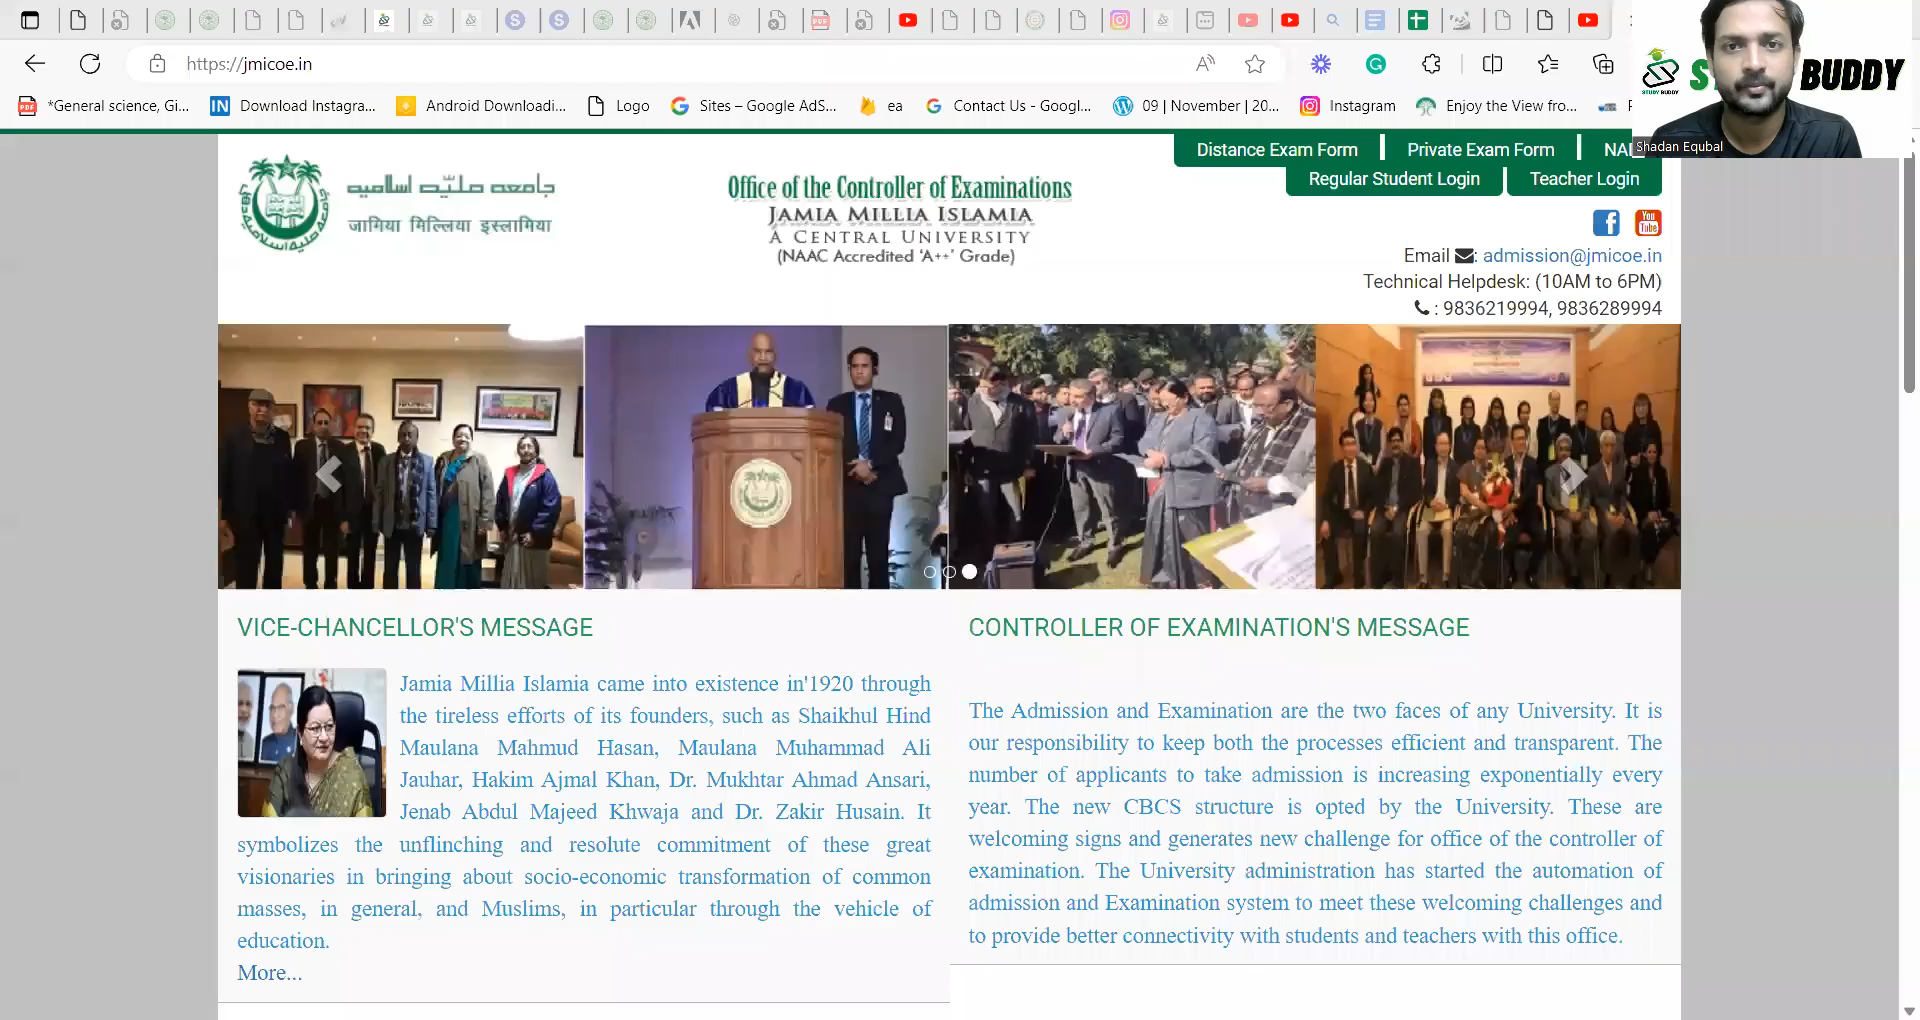 https://jmicoe.in
*General science, Gi...
Download Instagra...
Android Downloadi...
Logo
Sites – Google AdS...
ea
Contact Us - Googl...
09 | November | 20...
Instagram
Enjoy the View fro...
BUDDY
STUDY BUDDY
Shadan Equbal
Distance Exam Form
Private Exam Form
Regular Student Login
Teacher Login
جامعہ ملیہ اسلامیہ
जामिया मिल्लिया इस्लामिया
Office of the Controller of Examinations
JAMIA MILLIA ISLAMIA
A CENTRAL UNIVERSITY
(NAAC Accredited 'A++' Grade)
You
Tube
Email : admission@jmicoe.in
Technical Helpdesk: (10AM to 6PM)
: 9836219994, 9836289994
VICE-CHANCELLOR'S MESSAGE
Jamia Millia Islamia came into existence in'1920 through
the tireless efforts of its founders, such as Shaikhul Hind
Maulana Mahmud Hasan, Maulana Muhammad Ali
Jauhar, Hakim Ajmal Khan, Dr. Mukhtar Ahmad Ansari,
Jenab Abdul Majeed Khwaja and Dr. Zakir Husain. It
symbolizes the unflinching and resolute commitment of these great
visionaries in bringing about socio-economic transformation of common
masses, in general, and Muslims, in particular through the vehicle of
education.
More...
CONTROLLER OF EXAMINATION'S MESSAGE
The Admission and Examination are the two faces of any University. It is
our responsibility to keep both the processes efficient and transparent. The
number of applicants to take admission is increasing exponentially every
year. The new CBCS structure is opted by the University. These are
welcoming signs and generates new challenge for office of the controller of
examination. The University administration has started the automation of
admission and Examination system to meet these welcoming challenges and
to provide better connectivity with students and teachers with this office.